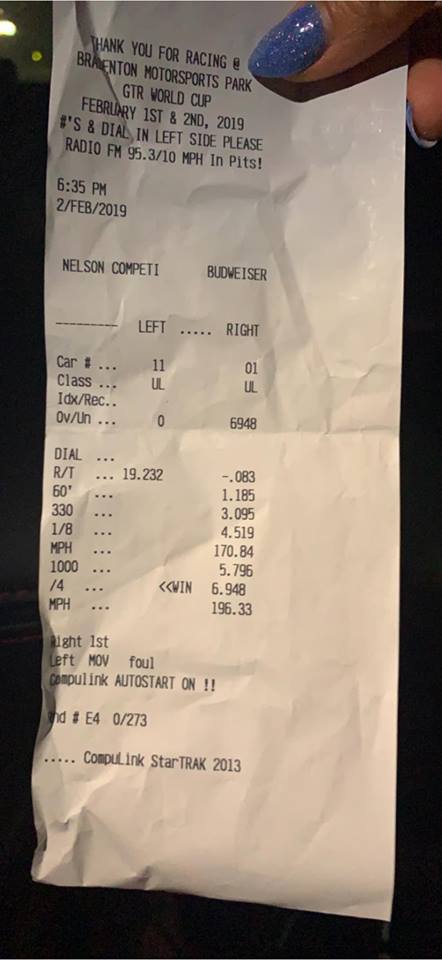 THANK YOU FOR RACING @
BRADENTON MOTORSPORTS PARK
GTR WORLD CUP
FEBRUARY 1ST & 2ND, 2019
#'S & DIAL IN LEFT SIDE PLEASE
RADIO FM 95.3/10 MPH In Pits!
6:35 PM
2/FEB/2019
NELSON COMPETI BUDWEISER
--------- LEFT ..... RIGHT
Car # ... 11 01
Class ... UL UL
Idx/Rec..
Ov/Un ... 0 6948
DIAL ...
R/T ... 19.232 -.083
60' ... 1.185
330 ... 3.095
1/8 ... 4.519
MPH ... 170.84
1000 ... 5.796
/4 ... <<WIN 6.948
MPH ... 196.33
Right 1st
Left MOV foul
Compulink AUTOSTART ON !!
Rnd # E4 0/273
..... CompuLink StarTRAK 2013